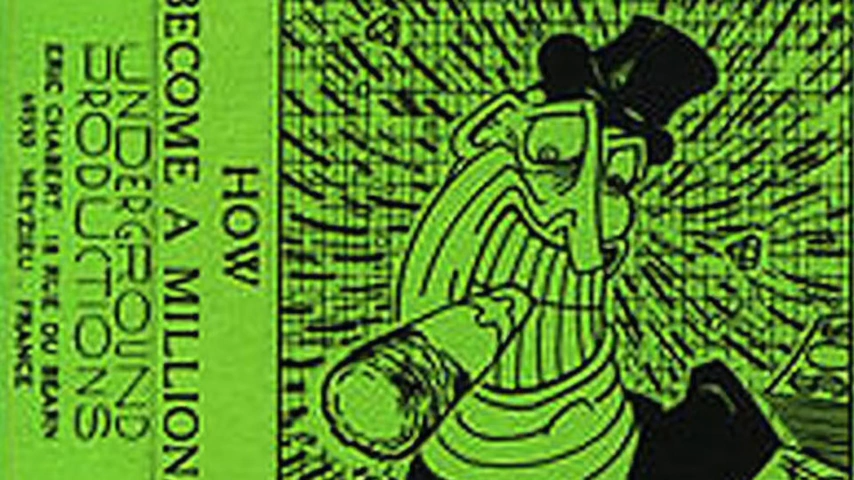 HOW
BECOME A MILLION
UNDERGROUND
PRODUCTIONS
ERIC CHABERT 18 RUE DU BEARN
MEYZIEU FRANCE